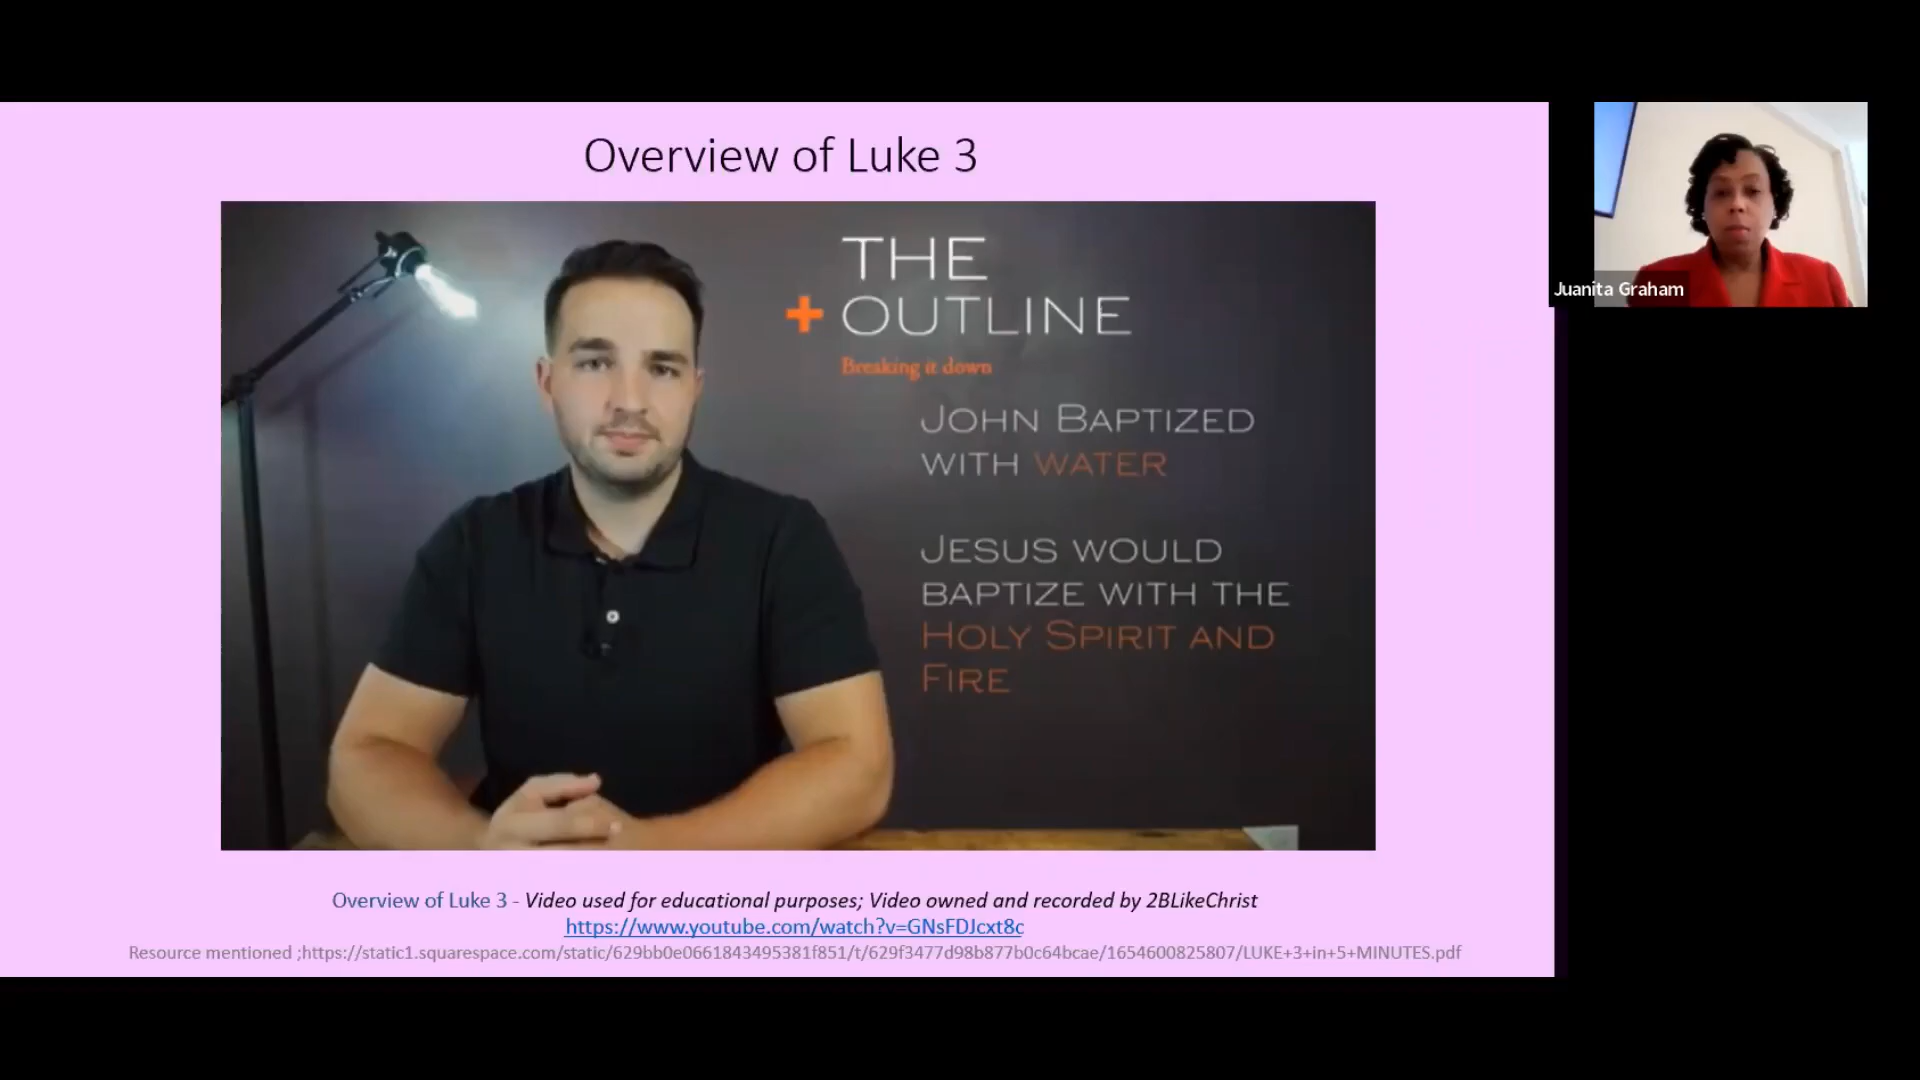 Overview of Luke 3
THE
+ OUTLINE
Breaking it down
JOHN BAPTIZED
WITH WATER
JESUS WOULD
BAPTIZE WITH THE
HOLY SPIRIT AND
FIRE
Juanita Graham
Overview of Luke 3 - Video used for educational purposes; Video owned and recorded by 2BLikeChrist
https://www.youtube.com/watch?v=GNsFDJcxt8c
Resource mentioned ;https://static1.squarespace.com/static/629bb0e0661843495381f851/t/629f3477d98b877b0c64bcae/1654600825807/LUKE+3+in+5+MINUTES.pdf